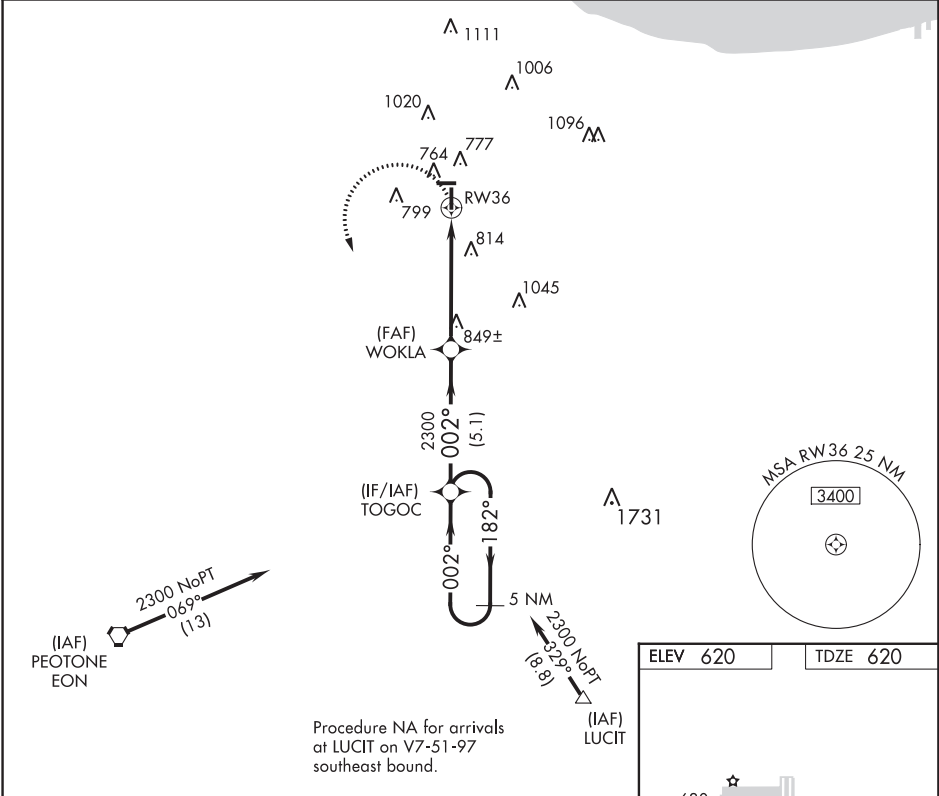 1111
1006
1020
1096
777
764
RW36
799
814
1045
849±
(FAF)
WOKLA
2300
002°
(5.1)
MSA RW36 25 NM
3400
(IF/IAF)
TOGOC
182°
1731
002°
5 NM
2300 NoPT
069°
(13)
2300 NoPT
329°
(8.8)
(IAF)
PEOTONE
EON
ELEV 620
TDZE 620
(IAF)
LUCIT
Procedure NA for arrivals
at LUCIT on V7-51-97
southeast bound.